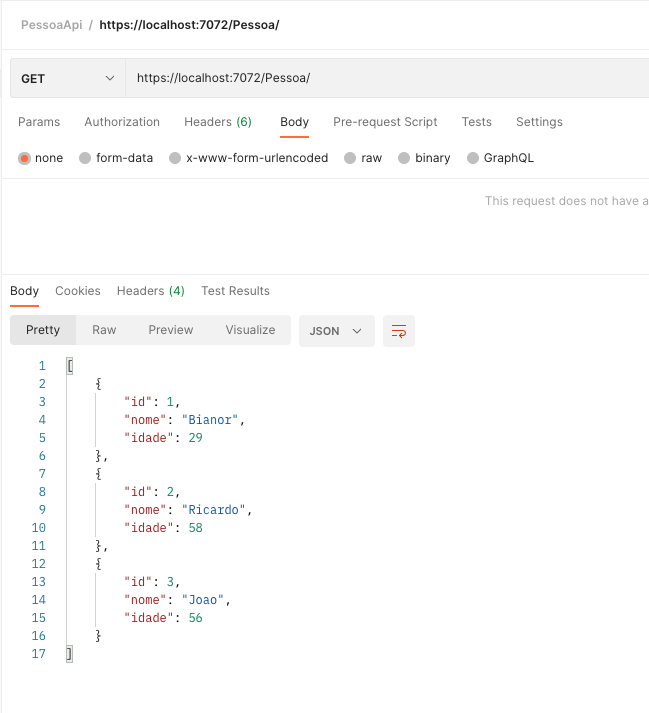 PessoaApi / https://localhost:7072/Pessoa/
GET https://localhost:7072/Pessoa/
Params Authorization Headers (6) Body Pre-request Script Tests Settings
none form-data x-www-form-urlencoded raw binary GraphQL
This request does not have a
Body Cookies Headers (4) Test Results
Pretty Raw Preview Visualize JSON
1 [
2 {
3 "id": 1,
4 "nome": "Bianor",
5 "idade": 29
6 },
7 {
8 "id": 2,
9 "nome": "Ricardo",
10 "idade": 58
11 },
12 {
13 "id": 3,
14 "nome": "Joao",
15 "idade": 56
16 }
17 ]